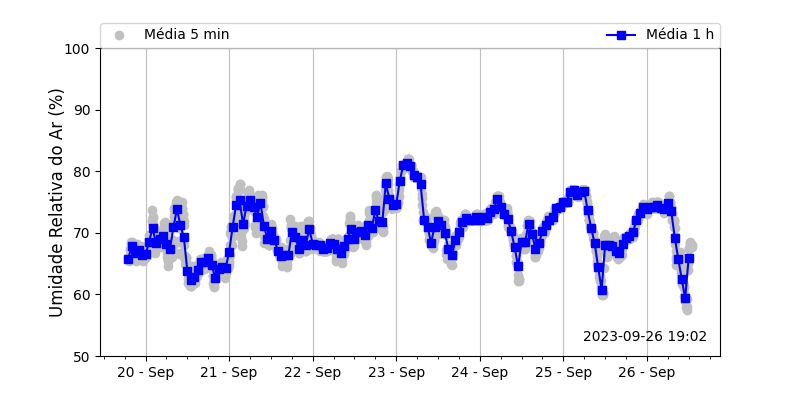 Média 5 min
Média 1 h
Umidade Relativa do Ar (%)
100
90
80
70
60
50
2023-09-26 19:02
20 - Sep
21 - Sep
22 - Sep
23 - Sep
24 - Sep
25 - Sep
26 - Sep